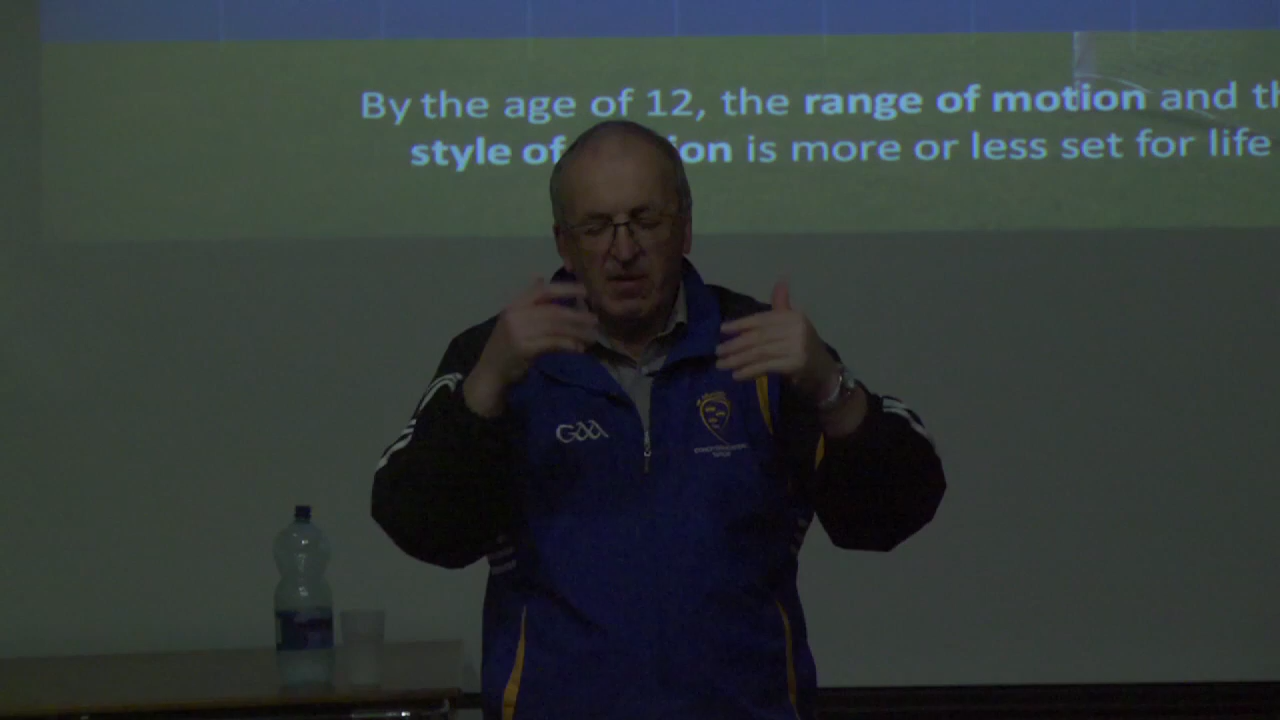 By the age of 12, the range of motion and th
style of ion is more or less set for life
GAA